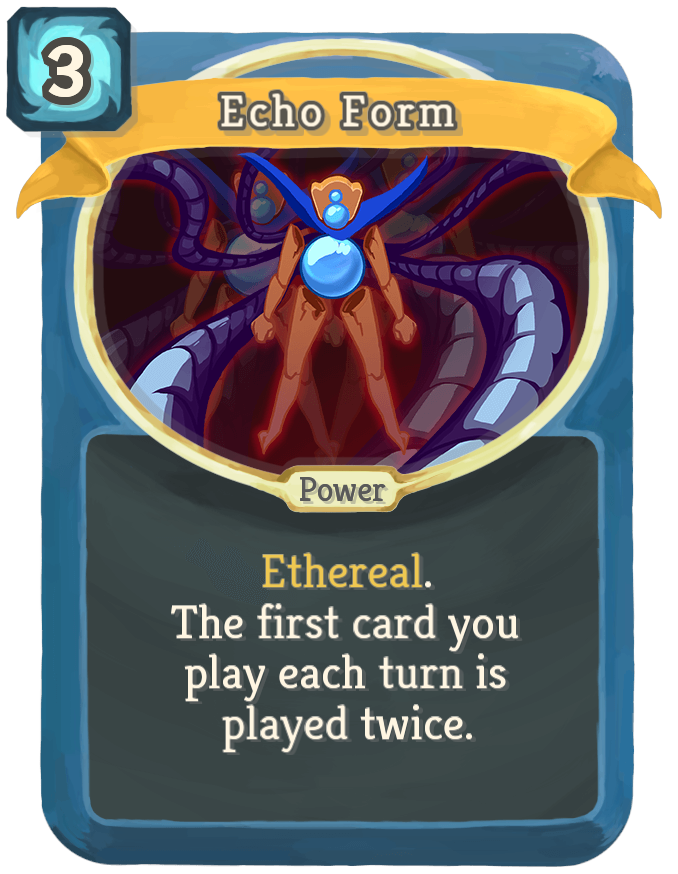 3
Echo Form
Power
Ethereal.
The first card you
play each turn is
played twice.